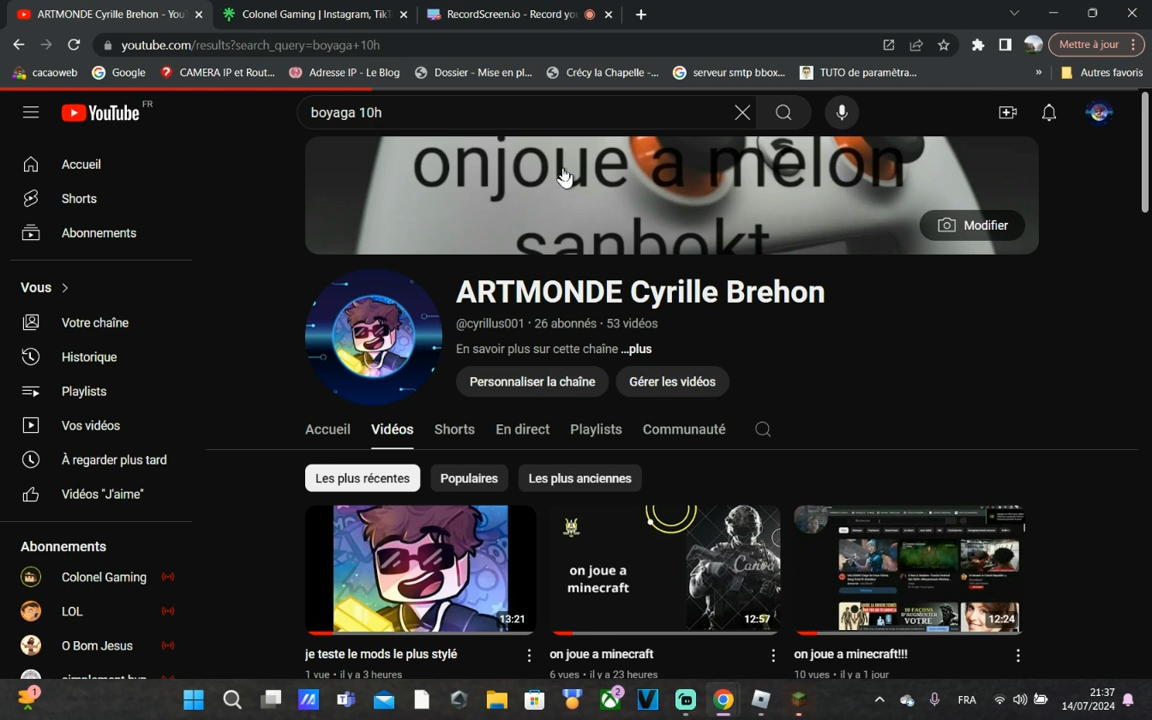 ARTMONDE Cyrille Brehon - You
Colonel Gaming | Instagram, TikT
RecordScreen.io - Record yo
youtube.com/results?search_query=boyaga+10h
Mettre à jour
cacaoweb
Google
CAMERA IP et Rout...
Adresse IP - Le Blog
Dossier - Mise en pl...
Crécy la Chapelle -...
serveur smtp bbox...
TUTO de paramètra...
»
Autres favoris
YouTube FR
boyaga 10h
onjoue a melon
sanbokt
Modifier
Accueil
Shorts
Abonnements
Vous
Votre chaîne
Historique
Playlists
Vos vidéos
À regarder plus tard
Vidéos "J'aime"
Abonnements
Colonel Gaming
LOL
O Bom Jesus
ARTMONDE Cyrille Brehon
@cyrillus001 · 26 abonnés · 53 vidéos
En savoir plus sur cette chaîne ...plus
Personnaliser la chaîne
Gérer les vidéos
Accueil
Vidéos
Shorts
En direct
Playlists
Communauté
Les plus récentes
Populaires
Les plus anciennes
13:21
on joue a
minecraft
Canva
12:57
12:24
je teste le mods le plus stylé
1 vue · il y a 3 heures
on joue a minecraft
6 vues · il y a 23 heures
on joue a minecraft!!!
10 vues · il y a 1 jour
1
2
FRA
21:37
14/07/2024